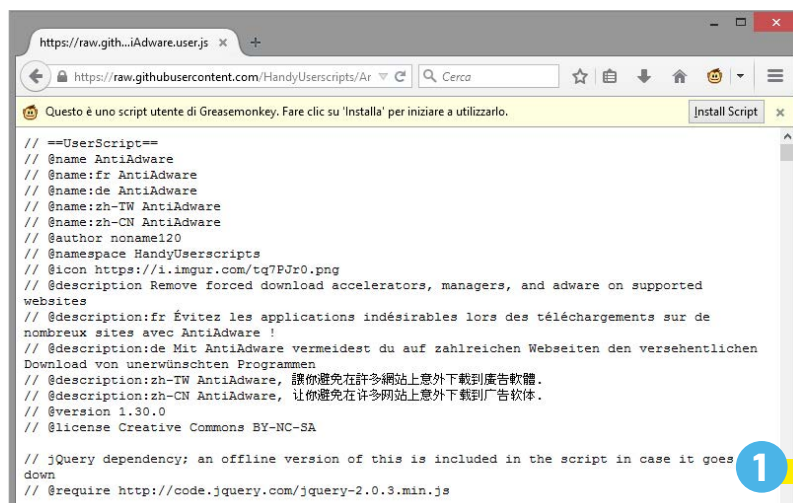 https://raw.gith...iAdware.user.js
https://raw.githubusercontent.com/HandyUserscripts/Ar
Cerca
Questo è uno script utente di Greasemonkey. Fare clic su 'Installa' per iniziare a utilizzarlo.
Install Script
// ==UserScript==
// @name AntiAdware
// @name:fr AntiAdware
// @name:de AntiAdware
// @name:zh-TW AntiAdware
// @name:zh-CN AntiAdware
// @author noname120
// @namespace HandyUserscripts
// @icon https://i.imgur.com/tq7PJr0.png
// @description Remove forced download accelerators, managers, and adware on supported
websites
// @description:fr Évitez les applications indésirables lors des téléchargements sur de
nombreux sites avec AntiAdware !
// @description:de Mit AntiAdware vermeidest du auf zahlreichen Webseiten den versehentlichen
Download von unerwünschten Programmen
// @description:zh-TW AntiAdware, 讓你避免在許多網站上意外下載到廣告軟體.
// @description:zh-CN AntiAdware, 让你避免在许多网站上意外下载到广告软体.
// @version 1.30.0
// @license Creative Commons BY-NC-SA
// jQuery dependency; an offline version of this is included in the script in case it goes
down
// @require http://code.jquery.com/jquery-2.0.3.min.js
1